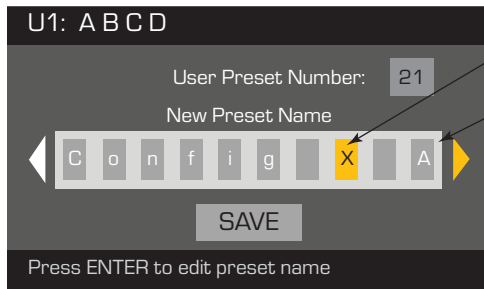 U1: A B C D
User Preset Number: 21
New Preset Name
C o n f i g X A
SAVE
Press ENTER to edit preset name